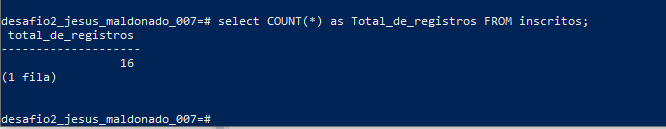 desafio2_jesus_maldonado_007=# select COUNT(*) as Total_de_registros FROM inscritos;
 total_de_registros
--------------------
                 16
(1 fila)
desafio2_jesus_maldonado_007=#